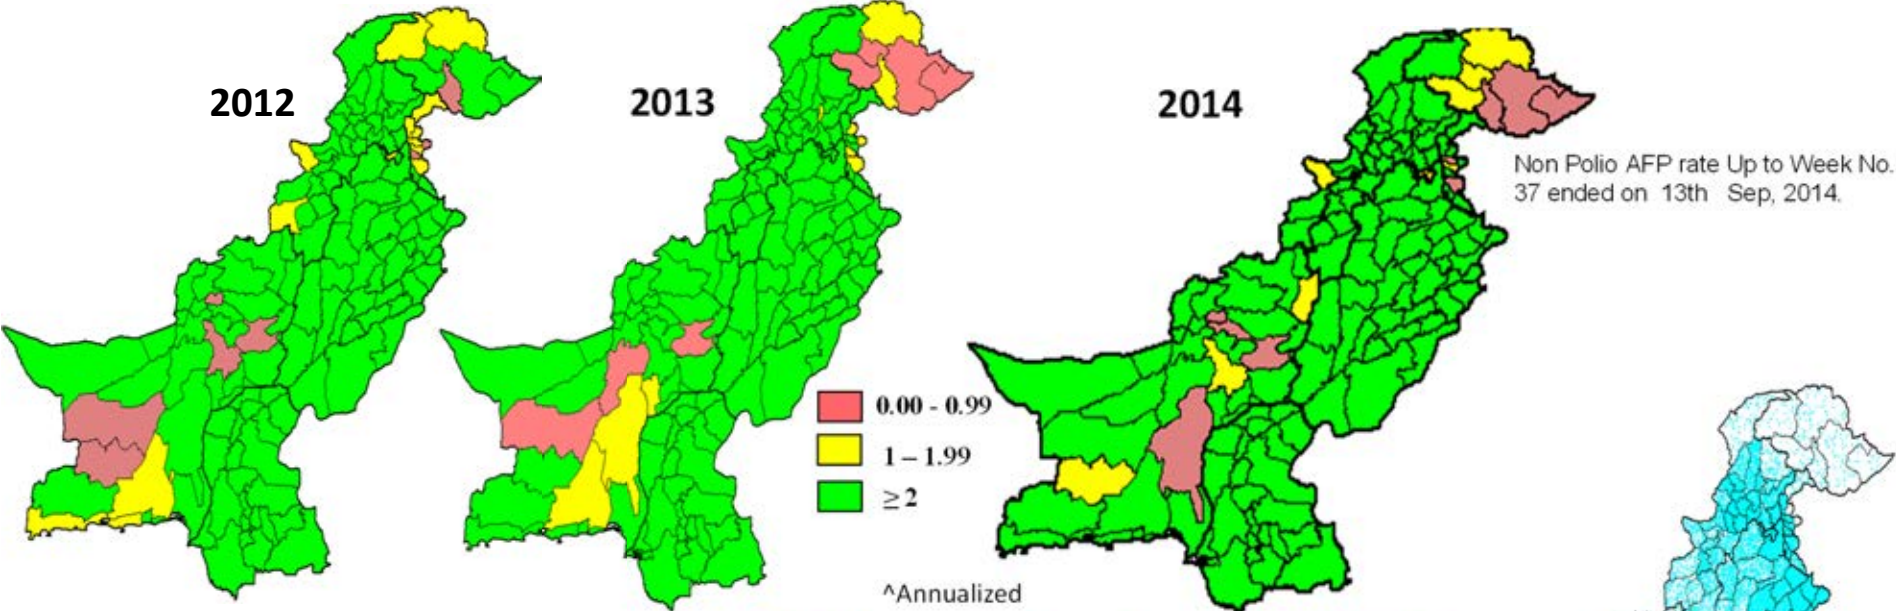 2012
2013
2014
Non Polio AFP rate Up to Week No.
37 ended on 13th Sep, 2014.
0.00 - 0.99
1 – 1.99
≥ 2
^Annualized